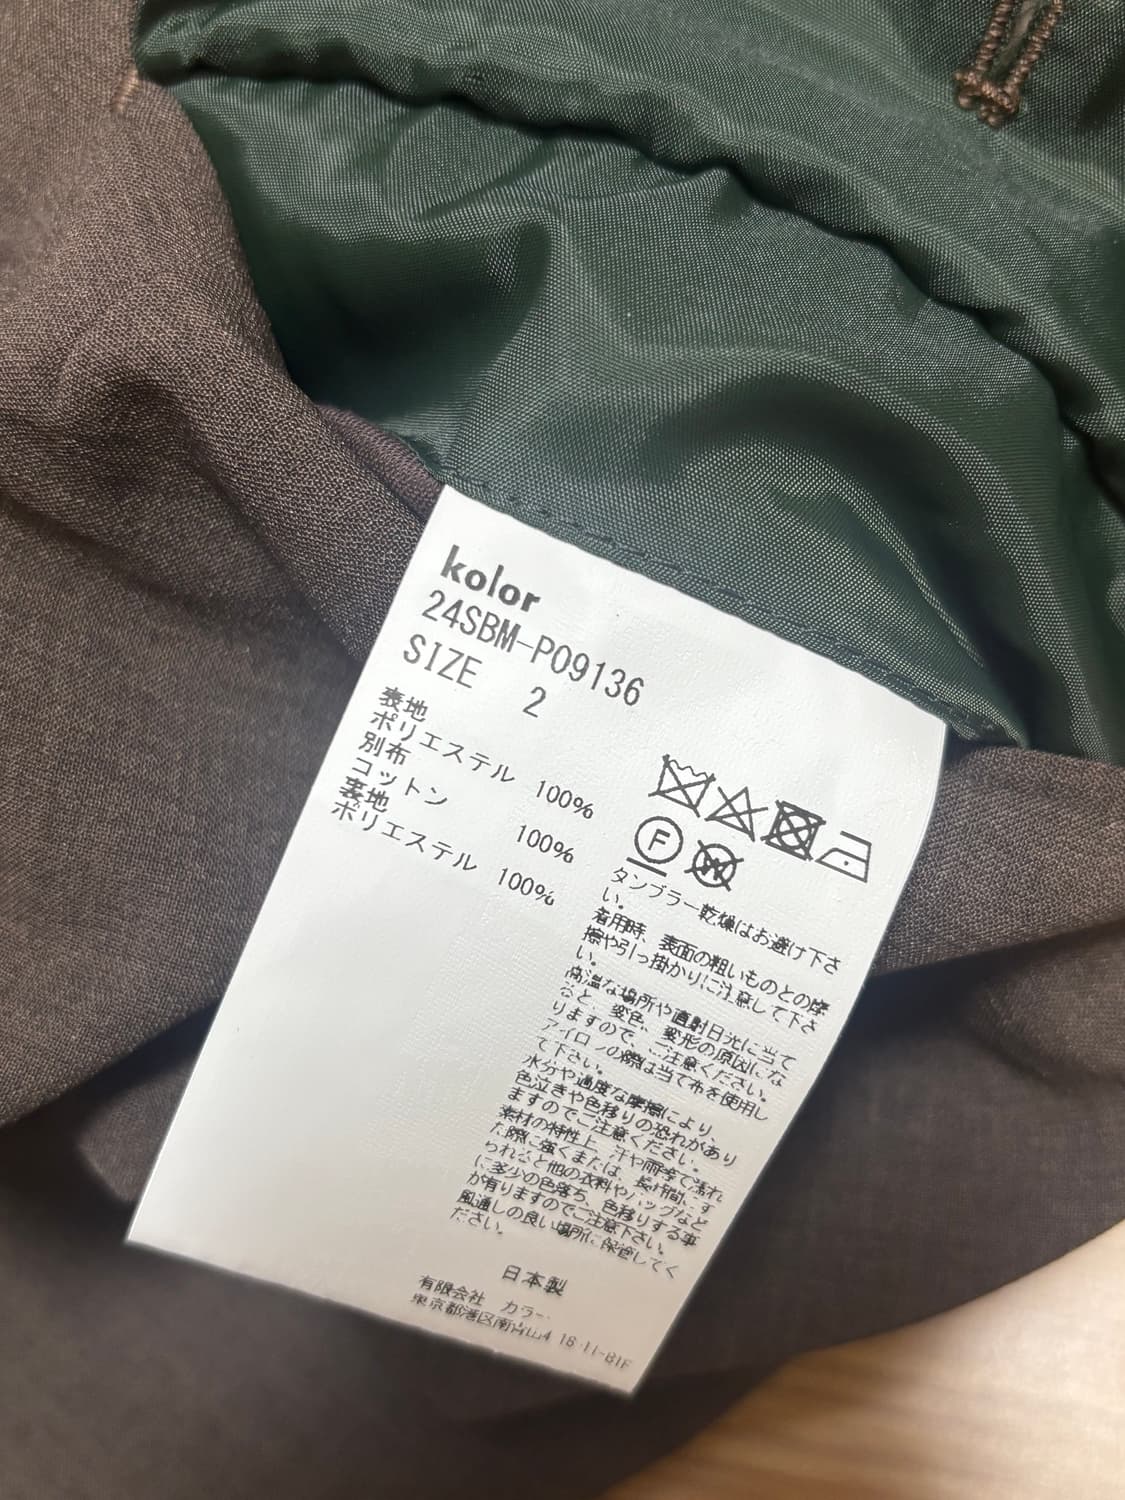 kolor
24SBM-P09136
SIZE 2
表地
ポリエステル 100%
別布
コットン 100%
裏地
ポリエステル 100%
F
W
タンブラー乾燥はお避け下さ
い。
着用時、表面の粗いものとの摩
擦や引っ掛かりに注意して下さ
い。
高温な場所や直射日光に当て
ると、変色、変形の原因にな
りますので、ご注意ください。
アイロンの際は当て布を使用し
て下さい。
水分や過度な摩擦により、
色泣きや色移りの恐れがあり
ますのでご注意ください。
素材の特性上、汗や雨等で濡れ
た際に強くまたは、長時間こす
られると他の衣料やバッグなど
に多少の色落ち、色移りする事
が有りますのでご注意下さい。
風通しの良い場所に保管してく
ださい。
日本製
有限会社 カラー
東京都港区南青山4-18-11-B1F